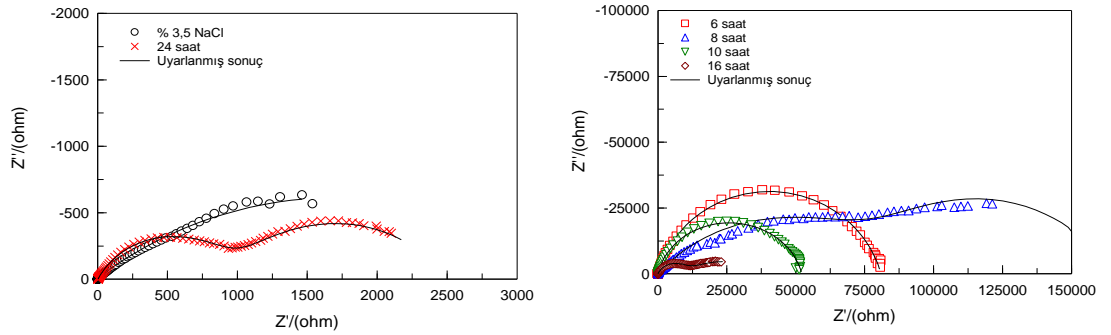 -2000
-1500
-1000
-500
0
0 500 1000 1500 2000 2500 3000
Z''/(ohm)
Z'/(ohm)
% 3,5 NaCl
24 saat
Uyarlanmış sonuç
-100000
-75000
-50000
-25000
0
0 25000 50000 75000 100000 125000 150000
Z''/(ohm)
Z'/(ohm)
6 saat
8 saat
10 saat
16 saat
Uyarlanmış sonuç